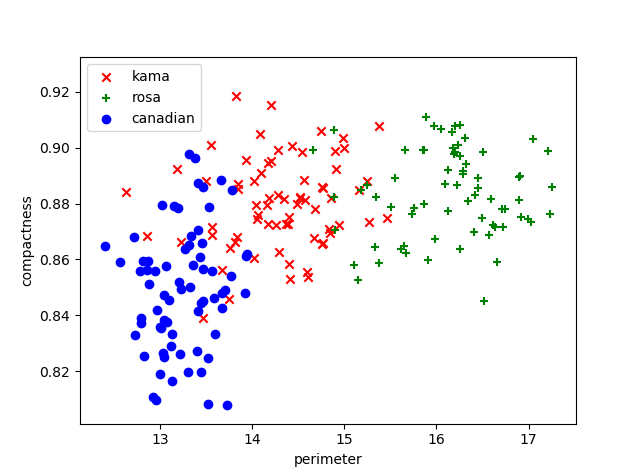 kama
rosa
canadian
0.92
0.90
0.88
0.86
0.84
0.82
compactness
13 14 15 16 17
perimeter